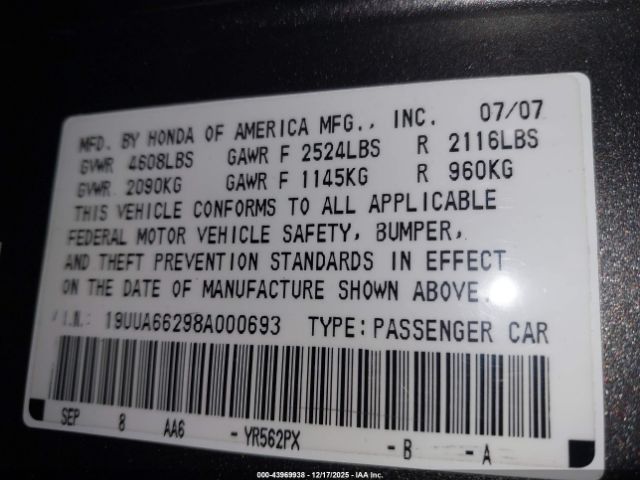 MFD. BY HONDA OF AMERICA MFG., INC. 07/07
GVWR 4608LBS GAWR F 2524LBS R 2116LBS
GVWR 2090KG GAWR F 1145KG R 960KG
THIS VEHICLE CONFORMS TO ALL APPLICABLE
FEDERAL MOTOR VEHICLE SAFETY, BUMPER,
AND THEFT PREVENTION STANDARDS IN EFFECT
ON THE DATE OF MANUFACTURE SHOWN ABOVE.
V.I.N.: 19UUA66298A000693 TYPE: PASSENGER CAR
SEP 8 AA6 - YR562PX - B - A
000-43969938 - 12/17/2025 - IAA Inc.